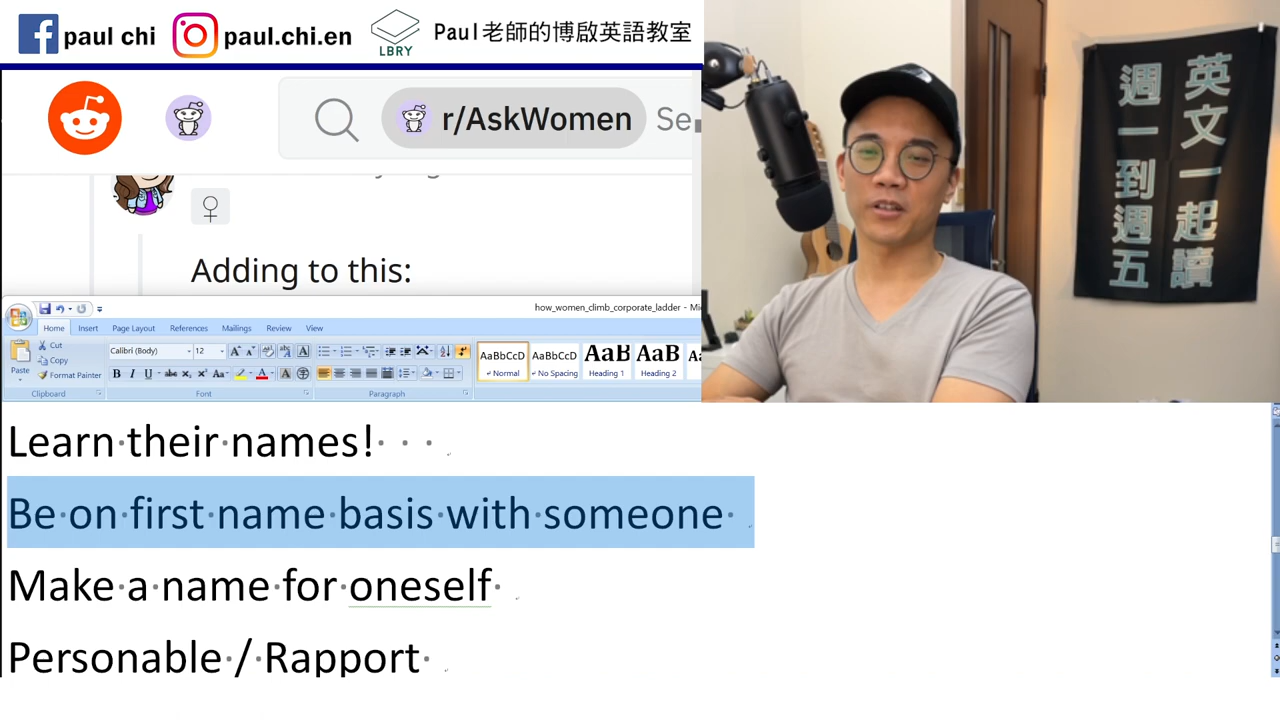 paul chi
paul.chi.en
LBRY
Paul老師的博啟英語教室
r/AskWomen
Se
Adding to this:
how_women_climb_corporate_ladder - Mi
Home Insert Page Layout References Mailings Review View
Paste
Cut
Copy
Format Painter
Clipboard
Calibri (Body) 12
Font
Paragraph
AaBbCcD AaBbCcD AaBb AaBb
Normal No Spacing Heading 1 Heading 2
英文一起讀
週一到週五
Learn their names!
Be on first name basis with someone
Make a name for oneself
Personable / Rapport